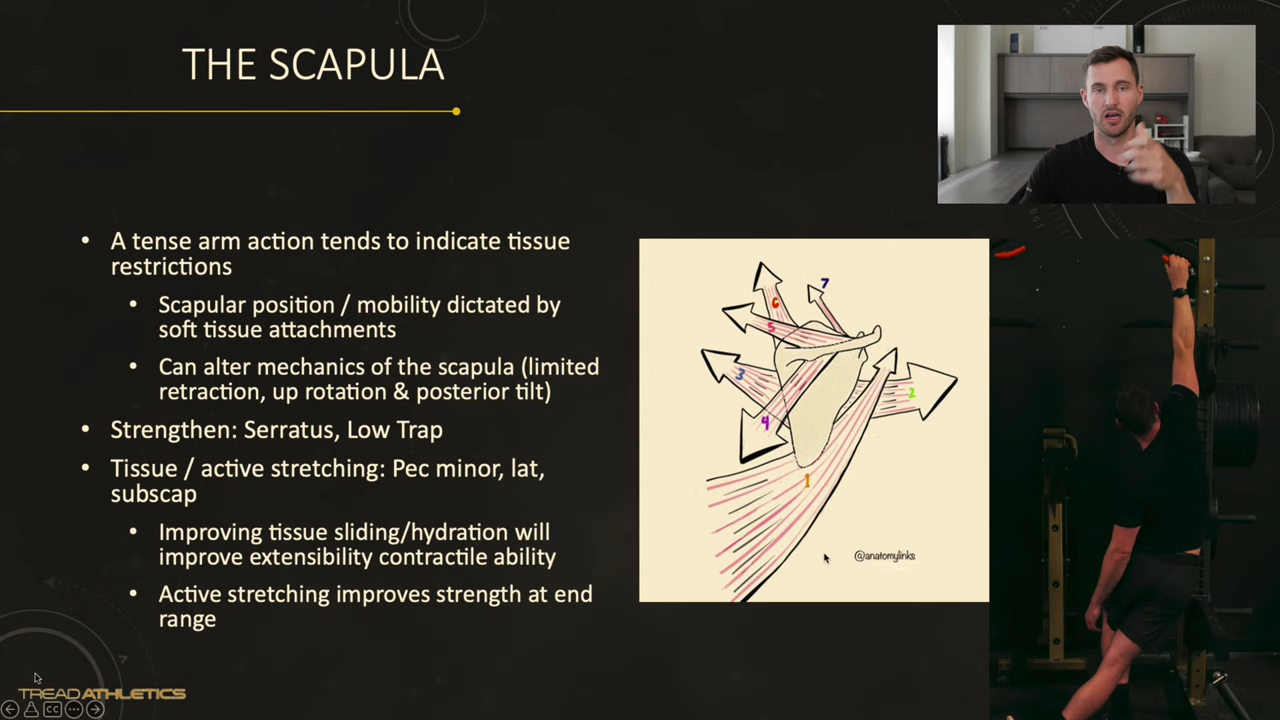 THE SCAPULA
• A tense arm action tends to indicate tissue
restrictions
• Scapular position / mobility dictated by
soft tissue attachments
• Can alter mechanics of the scapula (limited
retraction, up rotation & posterior tilt)
• Strengthen: Serratus, Low Trap
• Tissue / active stretching: Pec minor, lat,
subscap
• Improving tissue sliding/hydration will
improve extensibility contractile ability
• Active stretching improves strength at end
range
7
6
5
3
2
4
1
@anatomylinks
TREADATHLETICS
CC